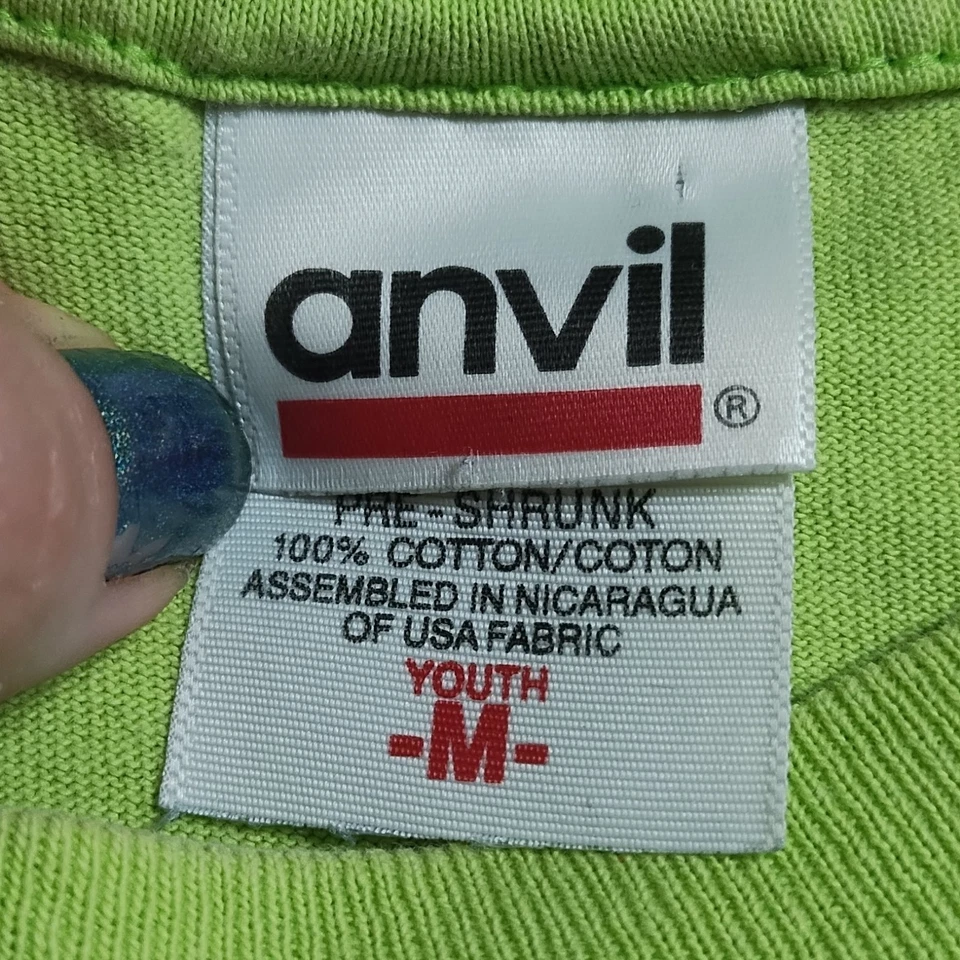 anvil
®
PRE-SHRUNK
100% COTTON/COTON
ASSEMBLED IN NICARAGUA
OF USA FABRIC
YOUTH
-M-